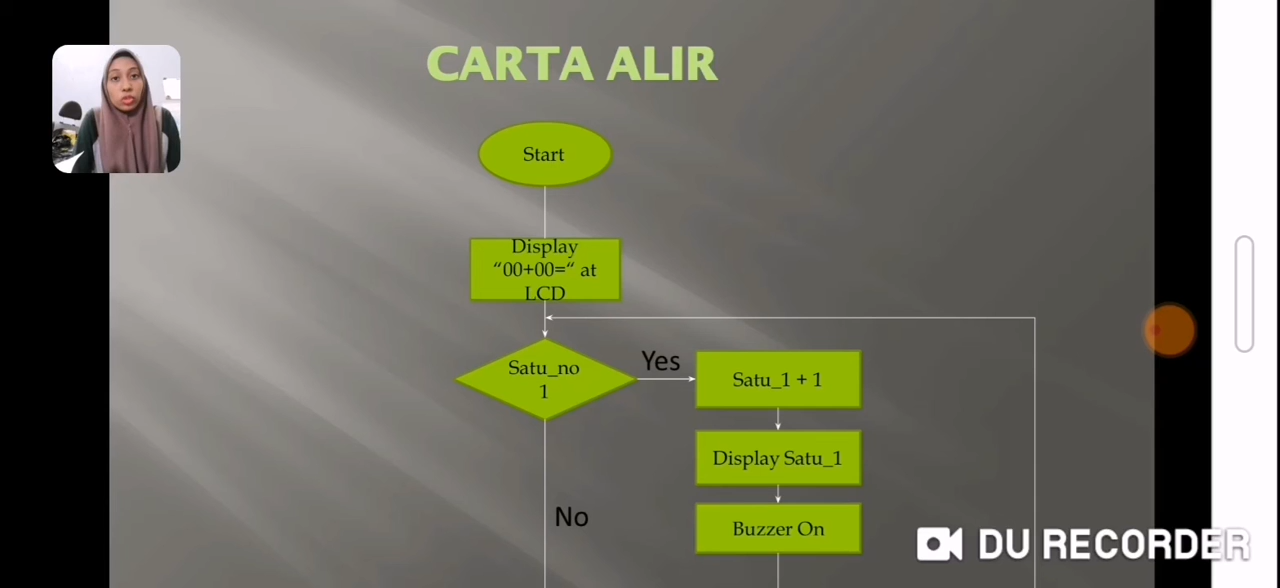 CARTA ALIR
Start
Display
“00+00=“ at
LCD
Satu_no
1
Yes
Satu_1 + 1
Display Satu_1
No
Buzzer On
DU RECORDER